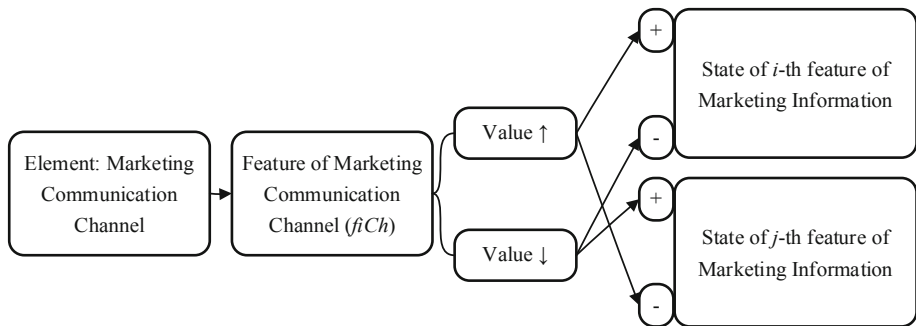 Element: Marketing
Communication
Channel
Feature of Marketing
Communication
Channel (fiCh)
Value ↑
Value ↓
+
-
State of i-th feature of
Marketing Information
+
-
State of j-th feature of
Marketing Information